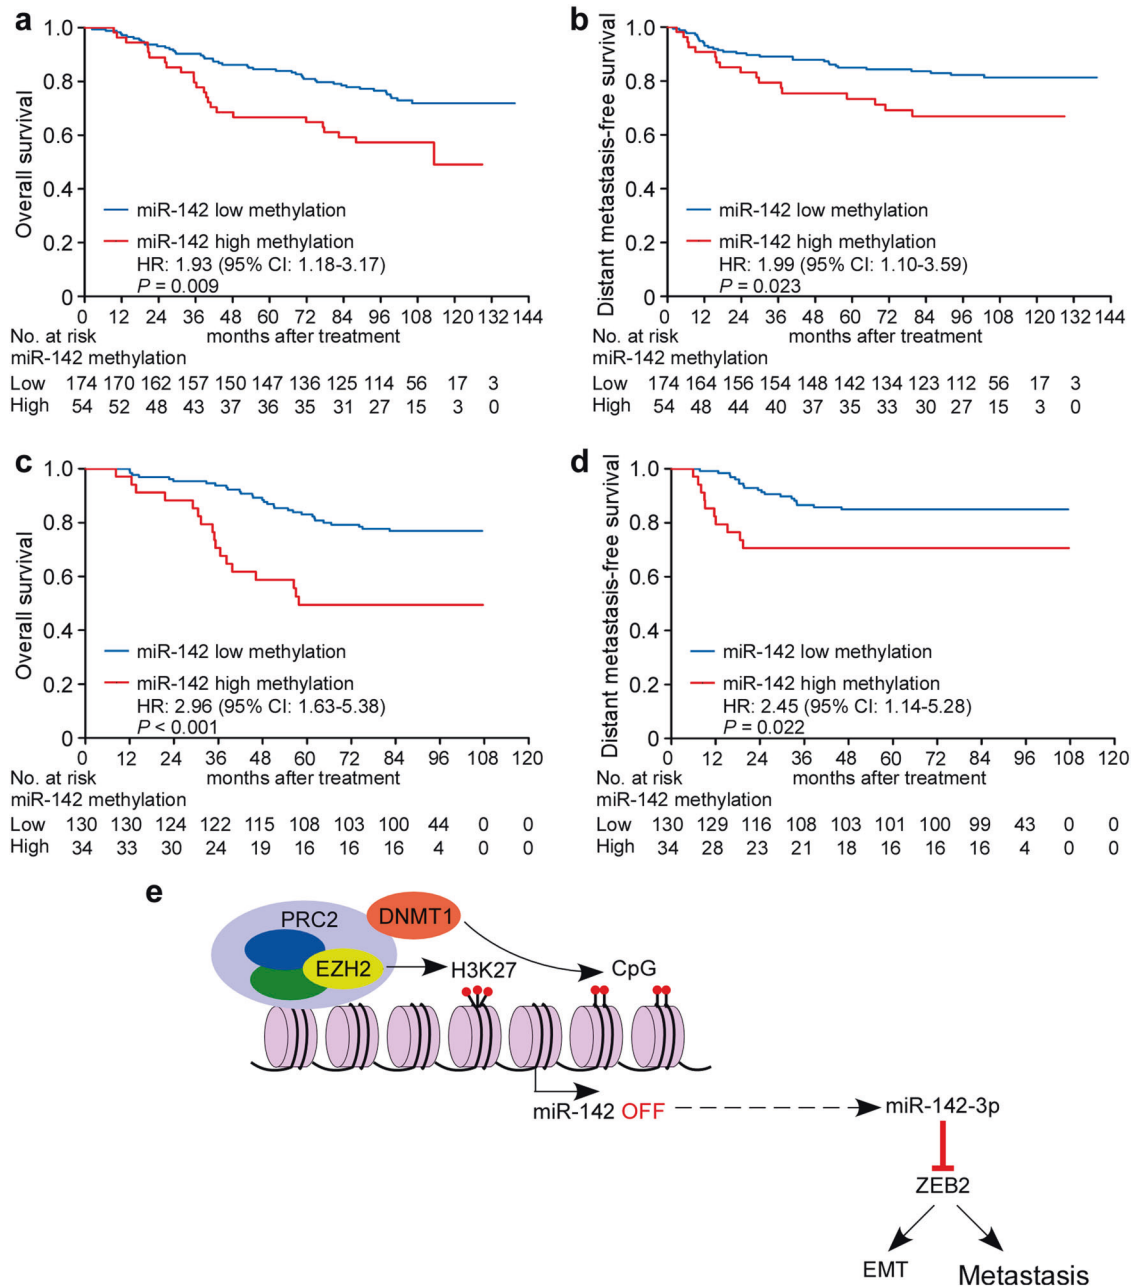 a
Overall survival
1.0
0.8
0.6
0.4
0.2
0
miR-142 low methylation
miR-142 high methylation
HR: 1.93 (95% CI: 1.18-3.17)
P = 0.009
0 12 24 36 48 60 72 84 96 108 120 132 144
No. at risk months after treatment
miR-142 methylation
Low 174 170 162 157 150 147 136 125 114 56 17 3
High 54 52 48 43 37 36 35 31 27 15 3 0
b
Distant metastasis-free survival
1.0
0.8
0.6
0.4
0.2
0
miR-142 low methylation
miR-142 high methylation
HR: 1.99 (95% CI: 1.10-3.59)
P = 0.023
0 12 24 36 48 60 72 84 96 108 120 132 144
No. at risk months after treatment
miR-142 methylation
Low 174 164 156 154 148 142 134 123 112 56 17 3
High 54 48 44 40 37 35 33 30 27 15 3 0
c
Overall survival
1.0
0.8
0.6
0.4
0.2
0
miR-142 low methylation
miR-142 high methylation
HR: 2.96 (95% CI: 1.63-5.38)
P < 0.001
0 12 24 36 48 60 72 84 96 108 120
No. at risk months after treatment
miR-142 methylation
Low 130 130 124 122 115 108 103 100 44 0 0
High 34 33 30 24 19 16 16 16 4 0 0
d
Distant metastasis-free survival
1.0
0.8
0.6
0.4
0.2
0
miR-142 low methylation
miR-142 high methylation
HR: 2.45 (95% CI: 1.14-5.28)
P = 0.022
0 12 24 36 48 60 72 84 96 108 120
No. at risk months after treatment
miR-142 methylation
Low 130 129 116 108 103 101 100 99 43 0 0
High 34 28 23 21 18 16 16 16 4 0 0
e
PRC2 DNMT1
EZH2 H3K27 CpG
miR-142 OFF miR-142-3p
ZEB2
EMT Metastasis